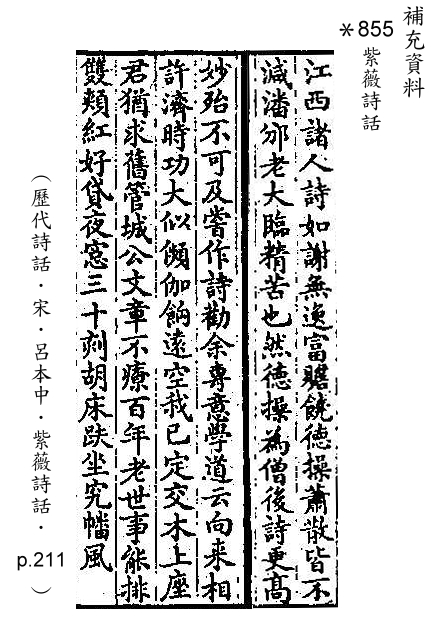 補充資料
*855
紫薇詩話
江西諸人詩如謝無逸富贍饒德操蕭散皆不
減潘邠老大臨精苦也然德操為僧後詩更高
妙殆不可及嘗作詩勸余專意學道云向來相
許濟時功大似頻伽餉遠空我已定交木上座
君猶求舊管城公文章不療百年老世事能排
雙頰紅好貸夜窓三十刻胡床趺坐究幡風
(歷代詩話・宋・呂本中・紫薇詩話・
p.211)